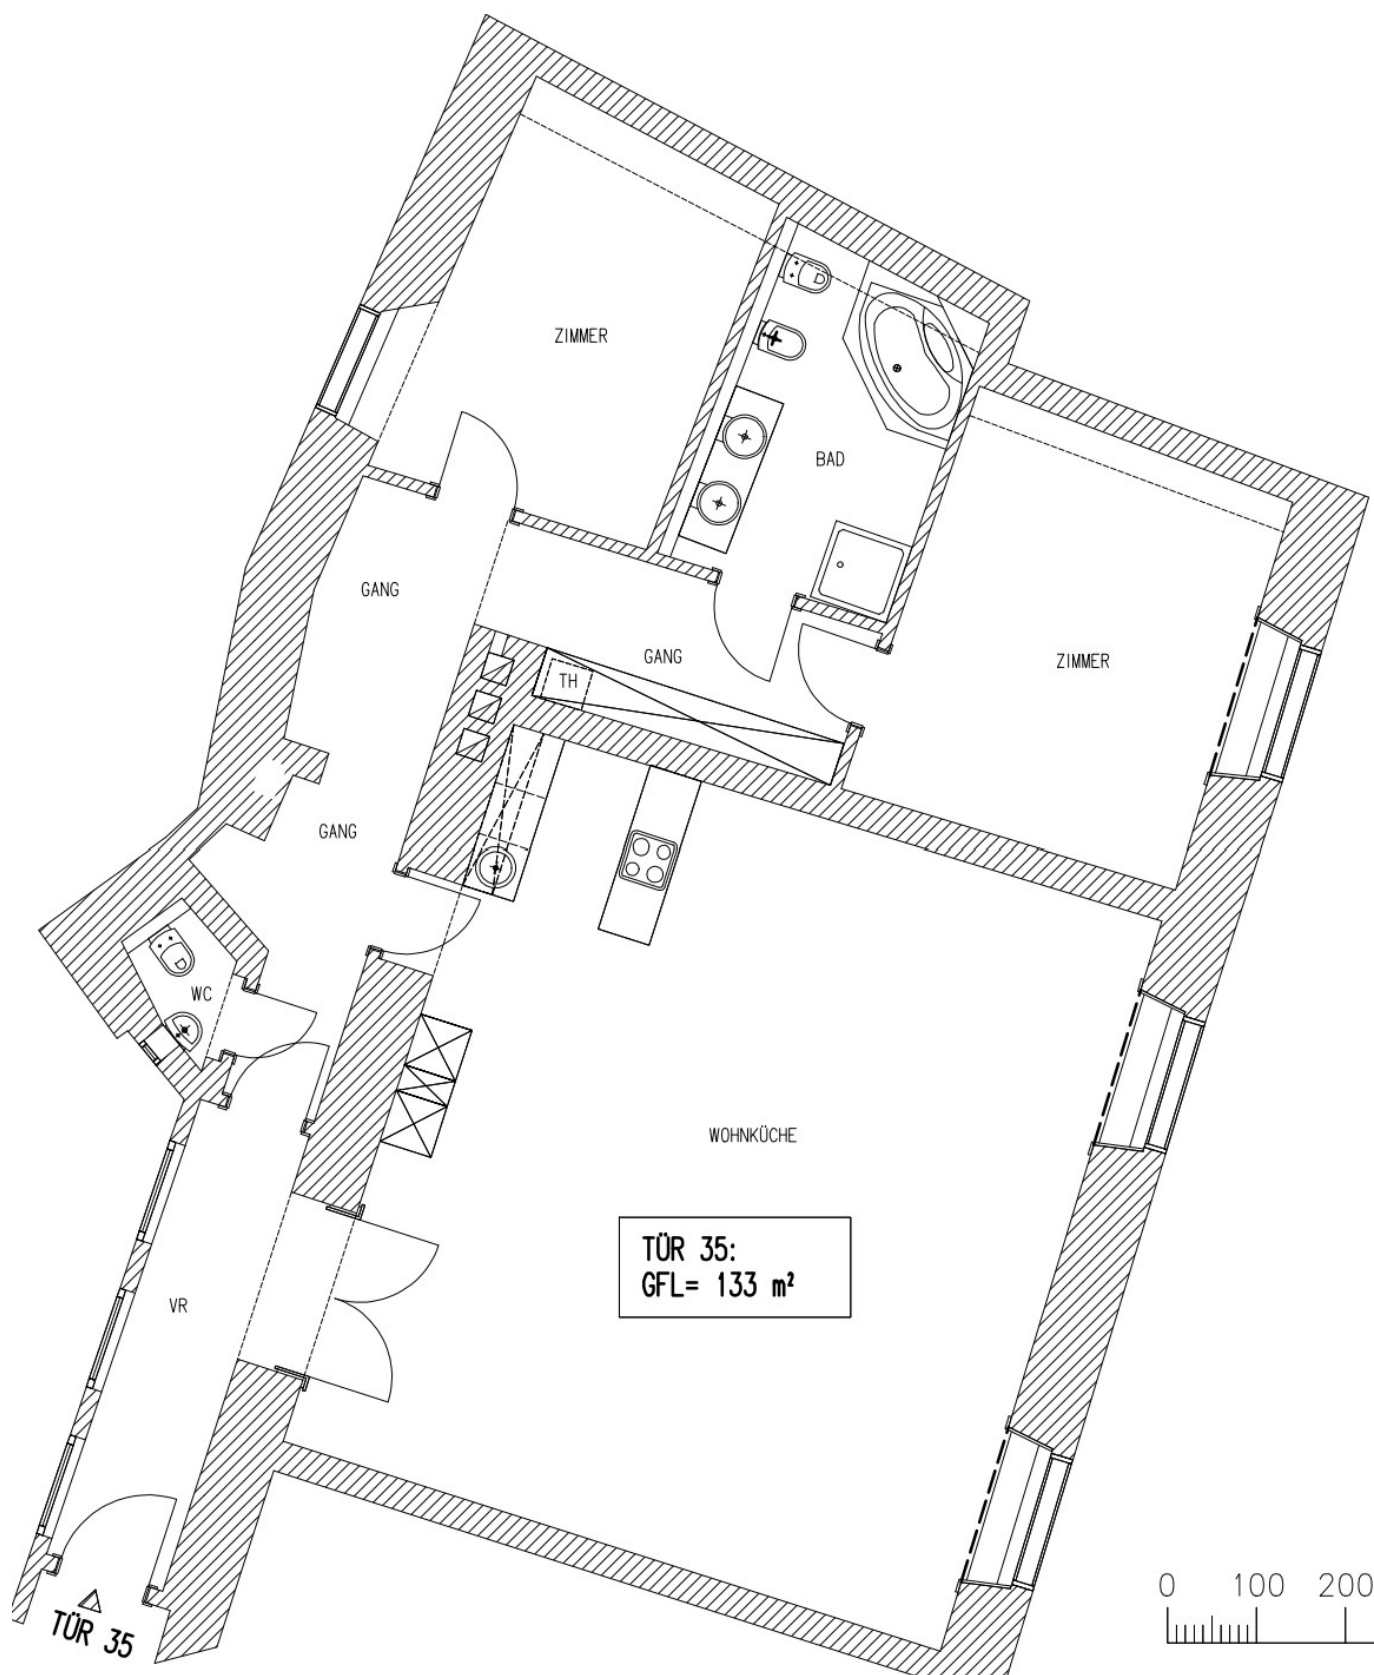 ZIMMER
BAD
GANG
GANG
ZIMMER
TH
GANG
WC
WOHNKÜCHE
TÜR 35:
GFL= 133 m²
VR
TÜR 35
0 100 200